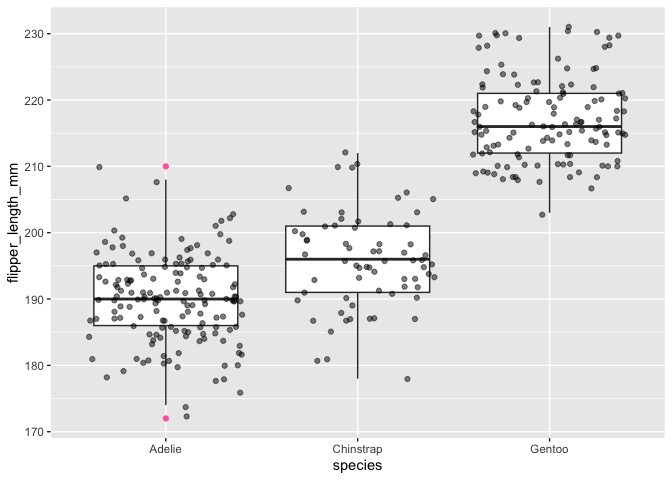 230
220
210
200
190
180
170
flipper_length_mm
Adelie
Chinstrap
Gentoo
species